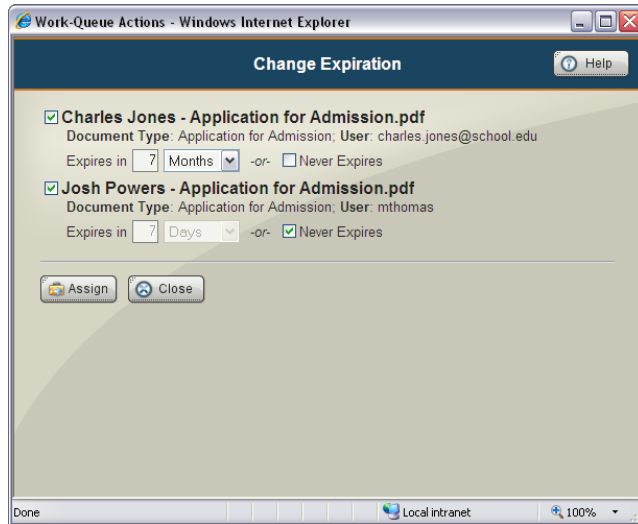 Work-Queue Actions - Windows Internet Explorer
Change Expiration
Help
Charles Jones - Application for Admission.pdf
Document Type: Application for Admission; User: charles.jones@school.edu
Expires in 7 Months -or- Never Expires
Josh Powers - Application for Admission.pdf
Document Type: Application for Admission; User: mthomas
Expires in 7 Days -or- Never Expires
Assign Close
Done Local intranet 100%